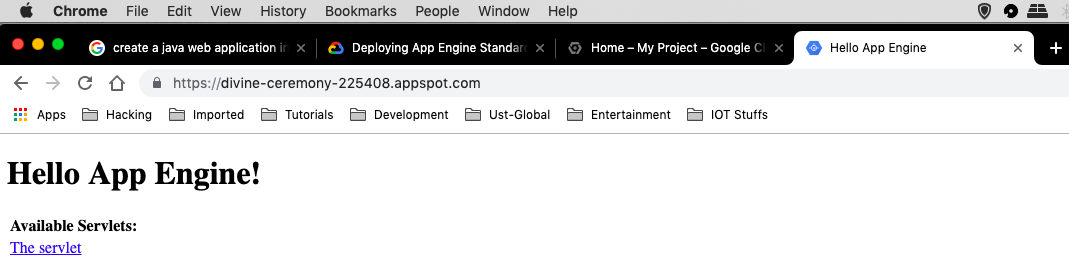 Chrome File Edit View History Bookmarks People Window Help
create a java web application in
Deploying App Engine Standar
Home – My Project – Google Cl
Hello App Engine
https://divine-ceremony-225408.appspot.com
Apps Hacking Imported Tutorials Development Ust-Global Entertainment IOT Stuffs
Hello App Engine!
Available Servlets:
The servlet